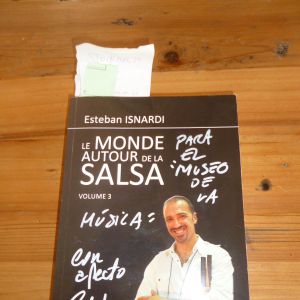 Esteban ISNARDI
LE MONDE
AUTOUR DE LA
SALSA
VOLUME 3
PARA
EL
MUSEO
DE
LA
MÚSICA:
con
afecto